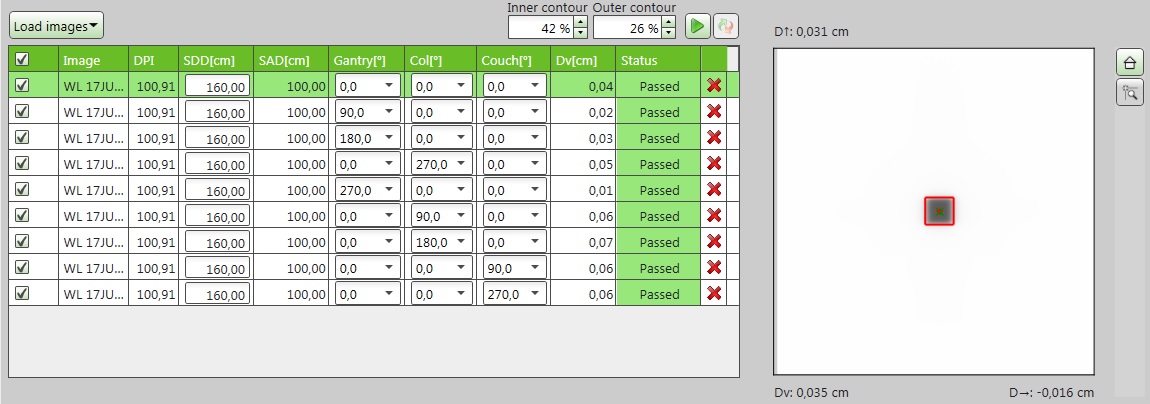 Load images
Inner contour Outer contour
42 % 26 %
Image DPI SDD[cm] SAD[cm] Gantry[°] Col[°] Couch[°] Dv[cm] Status
WL 17JU... 100,91 160,00 100,00 0,0 0,0 0,0 0,04 Passed
WL 17JU... 100,91 160,00 100,00 90,0 0,0 0,0 0,02 Passed
WL 17JU... 100,91 160,00 100,00 180,0 0,0 0,0 0,03 Passed
WL 17JU... 100,91 160,00 100,00 0,0 270,0 0,0 0,05 Passed
WL 17JU... 100,91 160,00 100,00 270,0 0,0 0,0 0,01 Passed
WL 17JU... 100,91 160,00 100,00 0,0 90,0 0,0 0,06 Passed
WL 17JU... 100,91 160,00 100,00 0,0 180,0 0,0 0,07 Passed
WL 17JU... 100,91 160,00 100,00 0,0 0,0 90,0 0,06 Passed
WL 17JU... 100,91 160,00 100,00 0,0 0,0 270,0 0,06 Passed
D↑: 0,031 cm
Dv: 0,035 cm D→: -0,016 cm